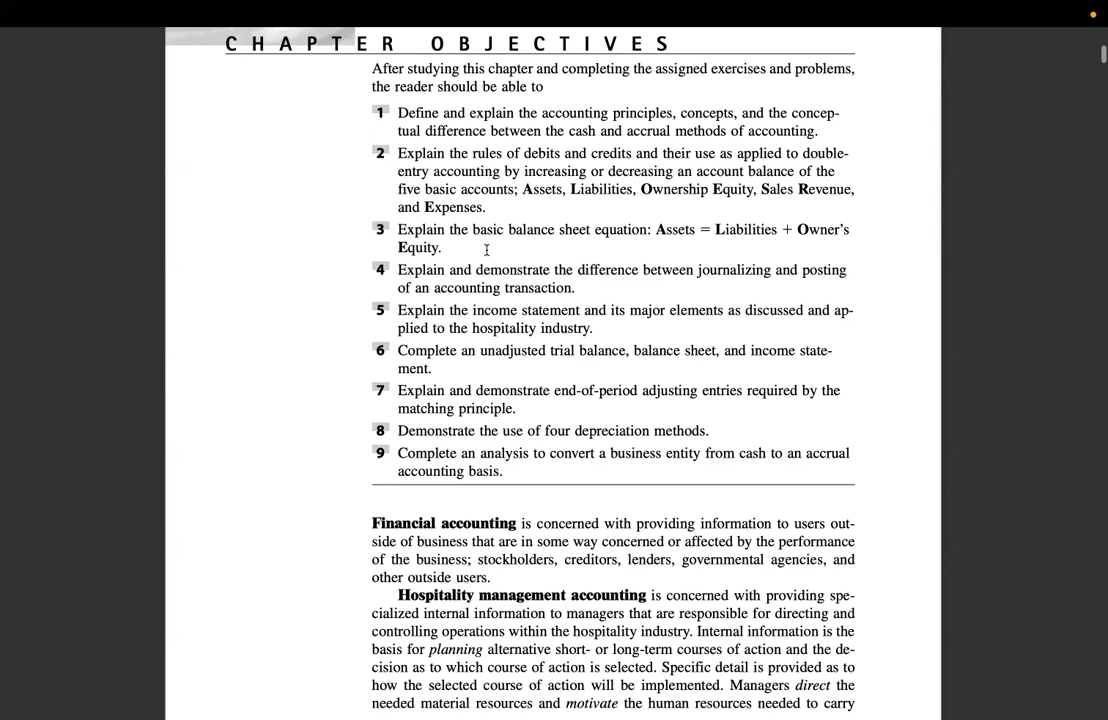 CHAPTER OBJECTIVES
After studying this chapter and completing the assigned exercises and problems,
the reader should be able to
1 Define and explain the accounting principles, concepts, and the concep-
tual difference between the cash and accrual methods of accounting.
2 Explain the rules of debits and credits and their use as applied to double-
entry accounting by increasing or decreasing an account balance of the
five basic accounts; Assets, Liabilities, Ownership Equity, Sales Revenue,
and Expenses.
3 Explain the basic balance sheet equation: Assets = Liabilities + Owner's
Equity.
4 Explain and demonstrate the difference between journalizing and posting
of an accounting transaction.
5 Explain the income statement and its major elements as discussed and ap-
plied to the hospitality industry.
6 Complete an unadjusted trial balance, balance sheet, and income state-
ment.
7 Explain and demonstrate end-of-period adjusting entries required by the
matching principle.
8 Demonstrate the use of four depreciation methods.
9 Complete an analysis to convert a business entity from cash to an accrual
accounting basis.
Financial accounting is concerned with providing information to users out-
side of business that are in some way concerned or affected by the performance
of the business; stockholders, creditors, lenders, governmental agencies, and
other outside users.
Hospitality management accounting is concerned with providing spe-
cialized internal information to managers that are responsible for directing and
controlling operations within the hospitality industry. Internal information is the
basis for planning alternative short- or long-term courses of action and the de-
cision as to which course of action is selected. Specific detail is provided as to
how the selected course of action will be implemented. Managers direct the
needed material resources and motivate the human resources needed to carry